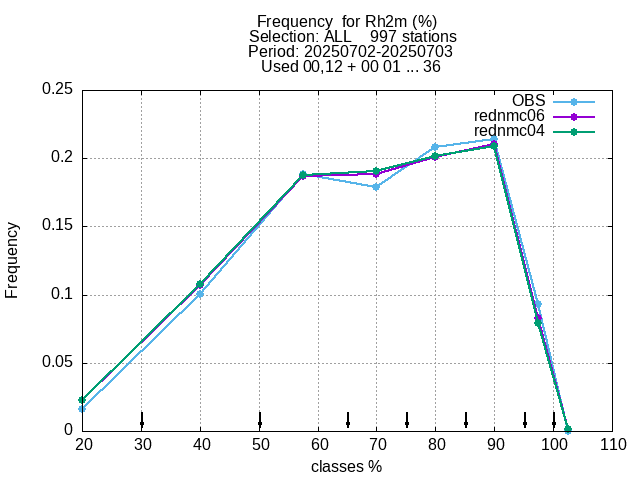 Frequency  for Rh2m (%)
Selection: ALL    997 stations
Period: 20250702-20250703
Used 00,12 + 00 01 ... 36
0.25
OBS
rednmc06
rednmc04
0.2
0.15
Frequency
0.1
0.05
0
20 30 40 50 60 70 80 90 100 110
classes %